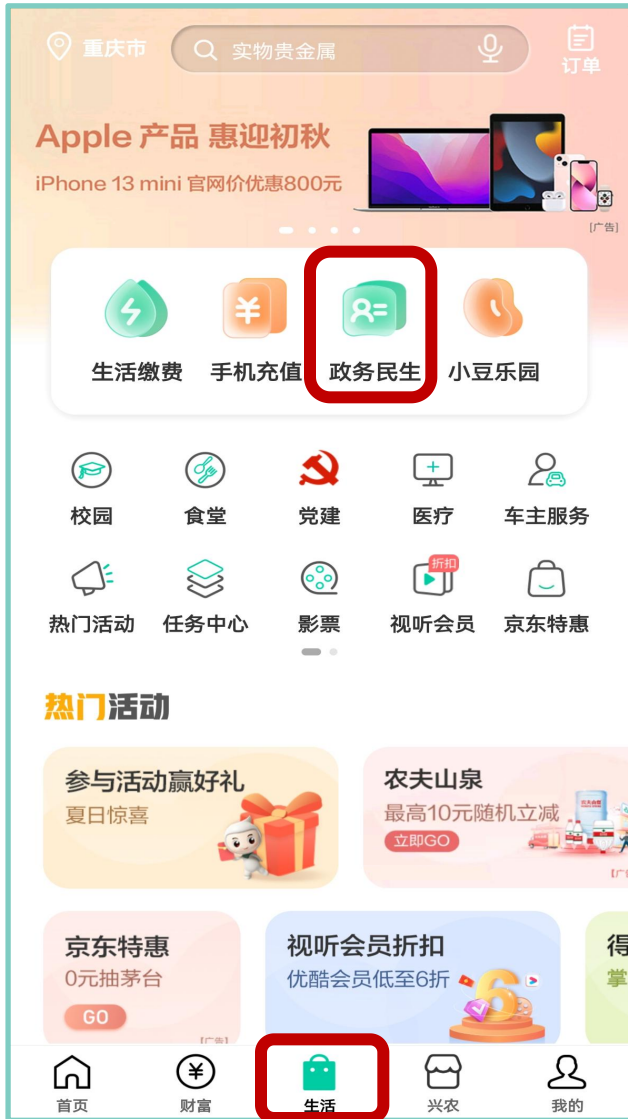 重庆市
实物贵金属
订单
Apple 产品 惠迎初秋
iPhone 13 mini 官网价优惠800元
[广告]
生活缴费
手机充值
政务民生
小豆乐园
校园
食堂
党建
医疗
车主服务
折扣
热门活动
任务中心
影票
视听会员
京东特惠
热门活动
参与活动赢好礼
夏日惊喜
农夫山泉
最高10元随机立减
立即GO
京东特惠
0元抽茅台
GO
[广告]
视听会员折扣
优酷会员低至6折
6
得
掌
首页
财富
生活
兴农
我的